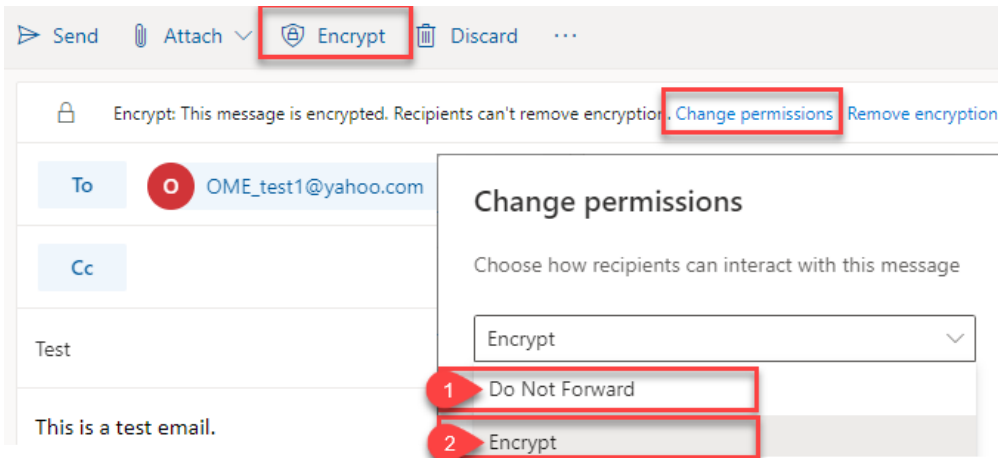 Send Attach Encrypt Discard ...
Encrypt: This message is encrypted. Recipients can't remove encryption. Change permissions Remove encryption
To O OME_test1@yahoo.com
Change permissions
Cc
Choose how recipients can interact with this message
Encrypt
Test
1 Do Not Forward
This is a test email.
2 Encrypt